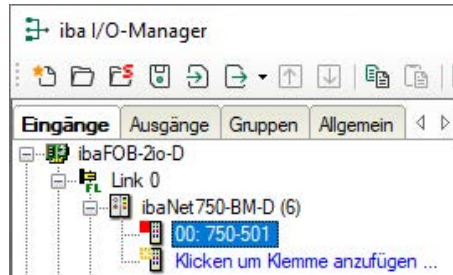 iba I/O-Manager
Eingänge Ausgänge Gruppen Allgemein
ibaFOB-2io-D
FL Link 0
ibaNet750-BM-D (6)
00: 750-501
Klicken um Klemme anzufügen ...